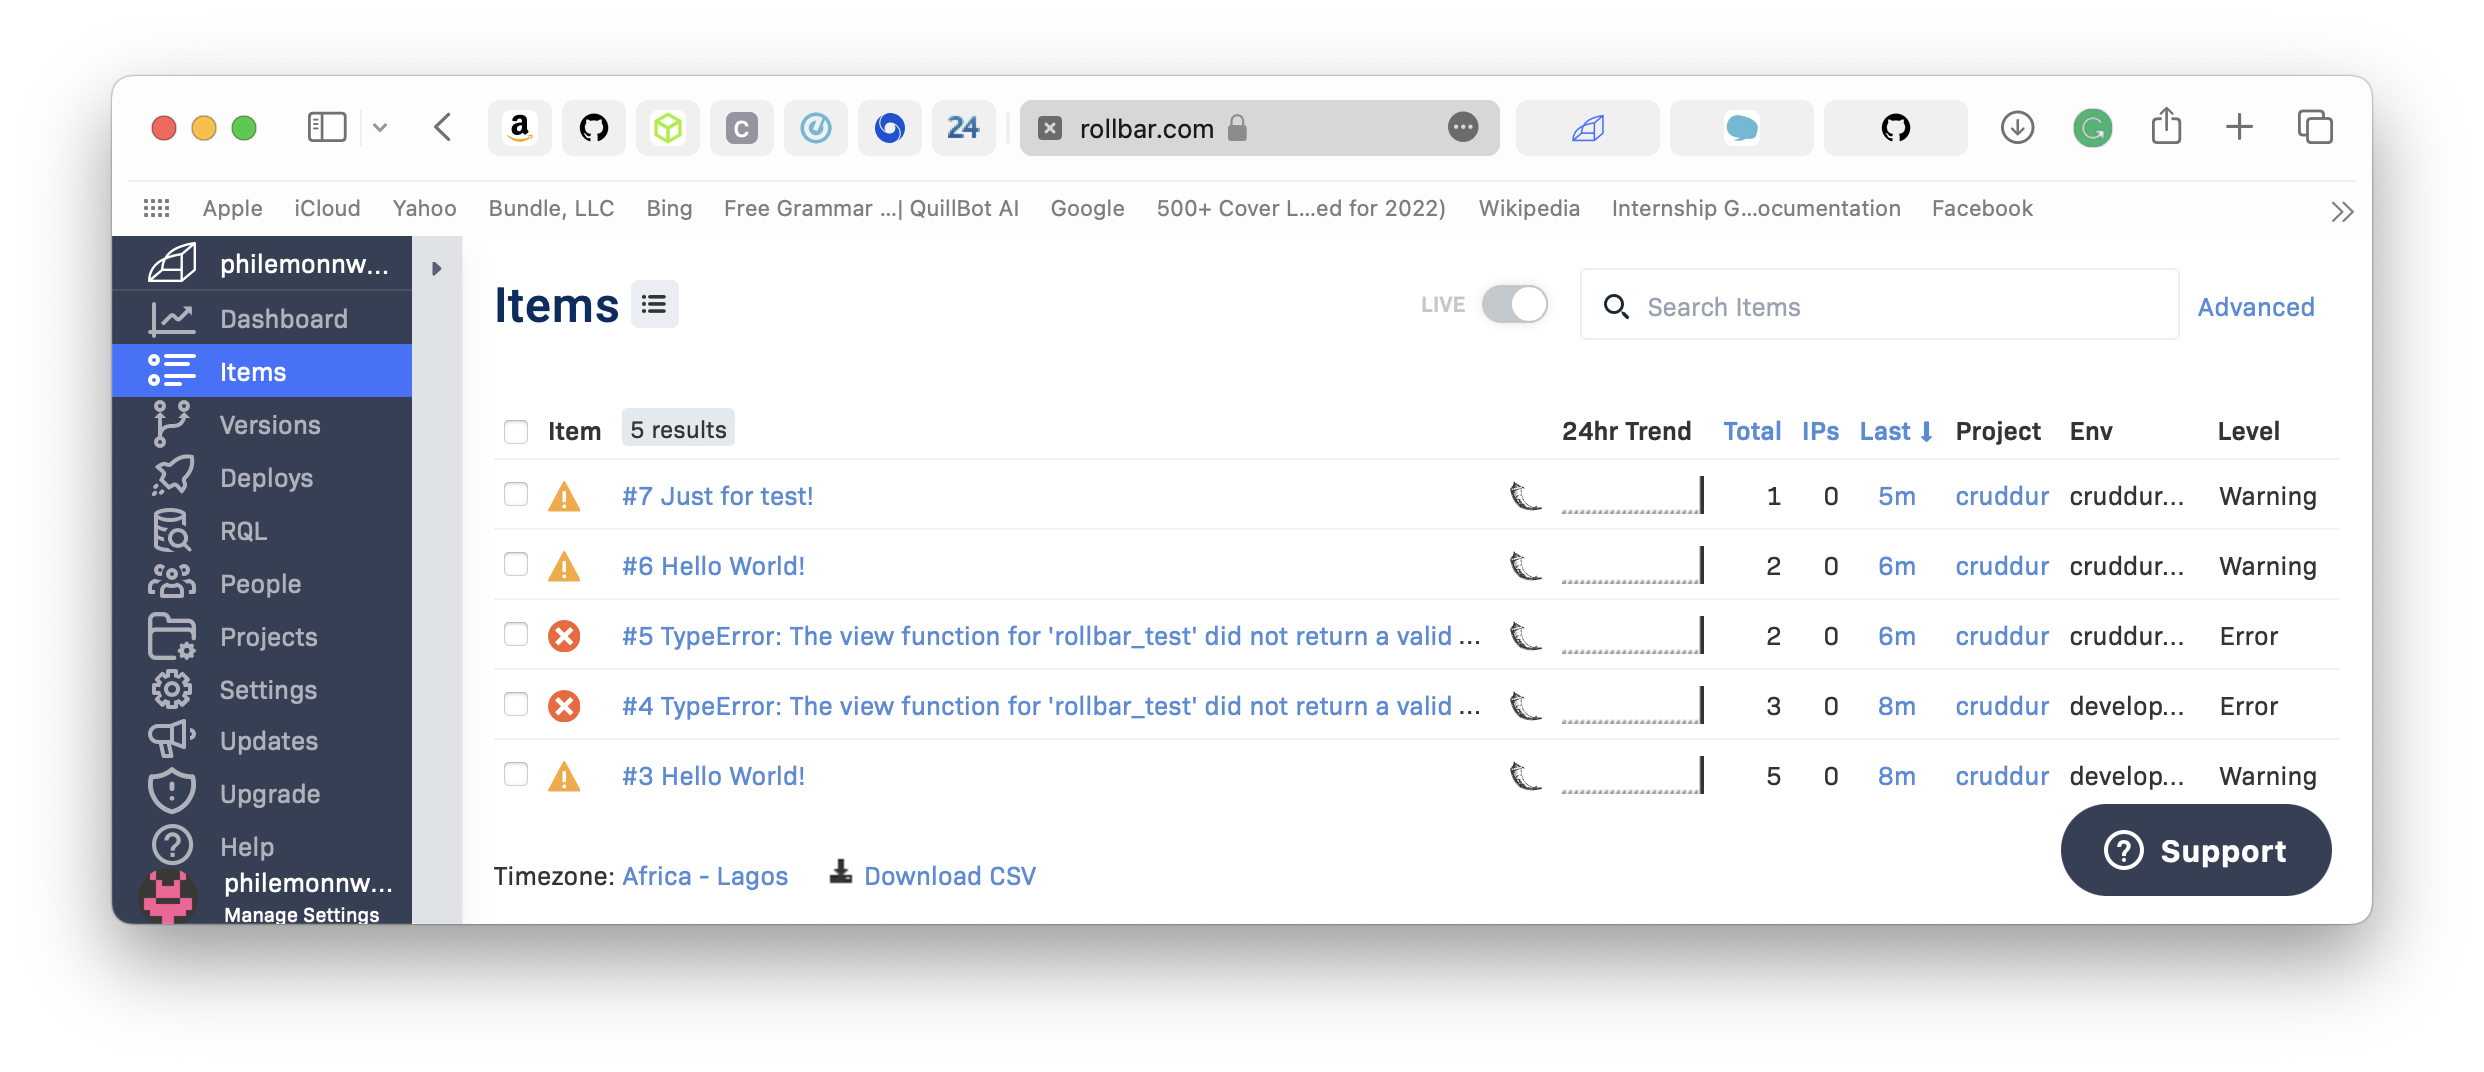 a C 24 rollbar.com
Apple iCloud Yahoo Bundle, LLC Bing Free Grammar ...| QuillBot AI Google 500+ Cover L...ed for 2022) Wikipedia Internship G...ocumentation Facebook
philemonnw...
Dashboard
Items
Versions
Deploys
RQL
People
Projects
Settings
Updates
Upgrade
Help
philemonnw...
Manage Settings
Items LIVE Search Items Advanced
Item 5 results 24hr Trend Total IPs Last Project Env Level
#7 Just for test! 1 0 5m cruddur cruddur... Warning
#6 Hello World! 2 0 6m cruddur cruddur... Warning
#5 TypeError: The view function for 'rollbar_test' did not return a valid ... 2 0 6m cruddur cruddur... Error
#4 TypeError: The view function for 'rollbar_test' did not return a valid ... 3 0 8m cruddur develop... Error
#3 Hello World! 5 0 8m cruddur develop... Warning
Timezone: Africa - Lagos Download CSV
Support